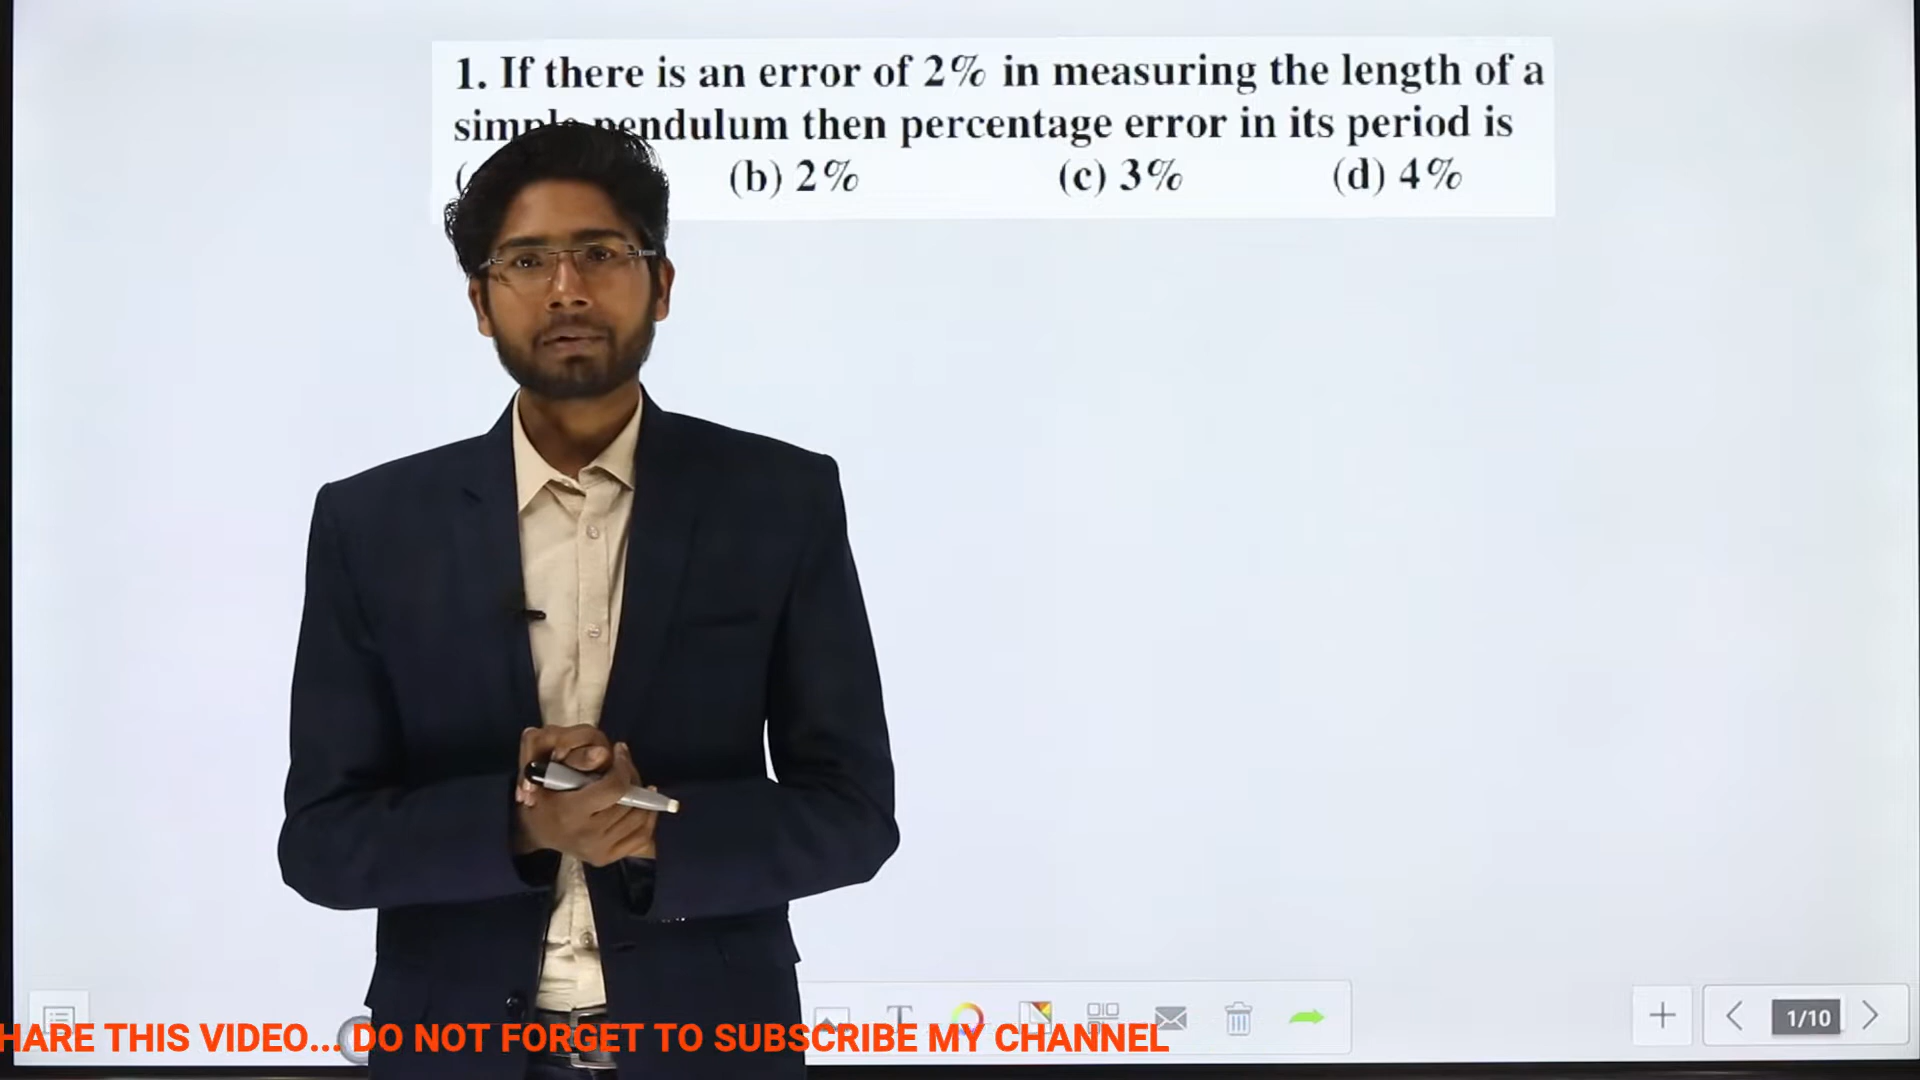 1. If there is an error of 2% in measuring the length of a
pendulum then percentage error in its period is
(b) 2% (c) 3% (d) 4%
HARE THIS VIDEO... DO NOT FORGET TO SUBSCRIBE MY CHANNEL
1/10